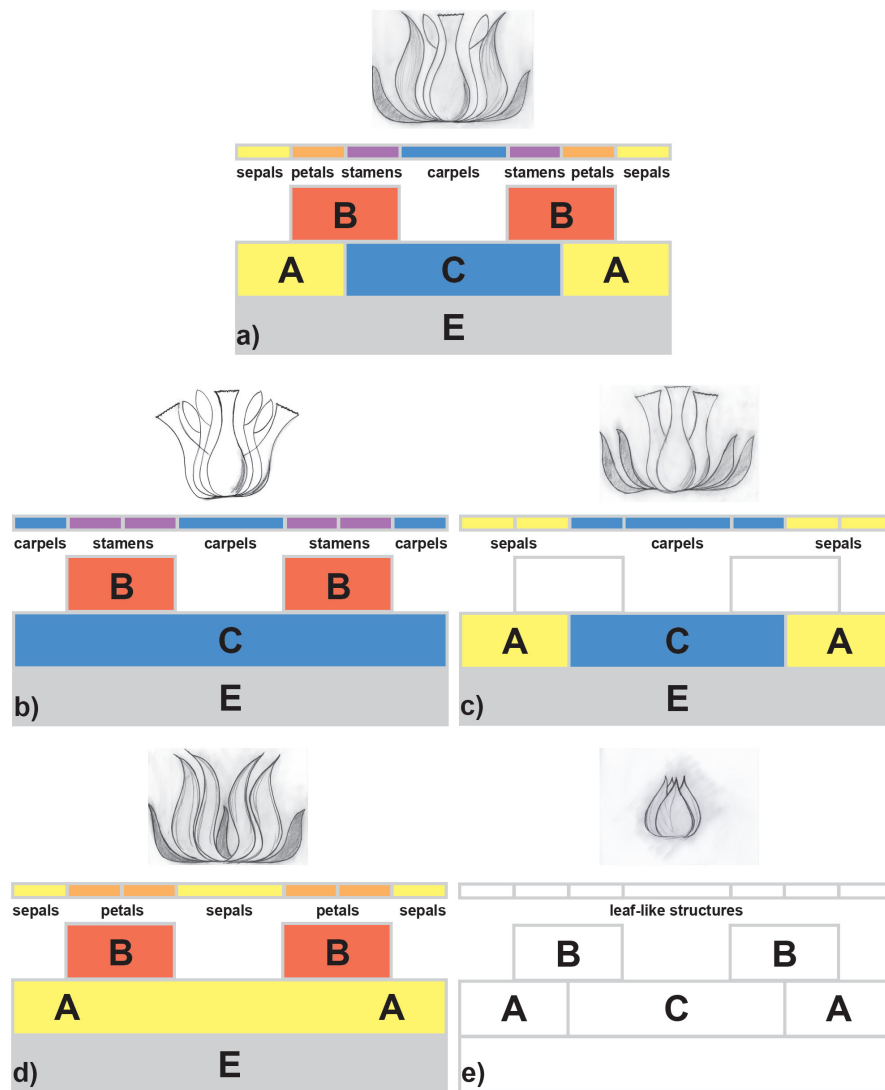 sepals petals stamens carpels stamens petals sepals
B B
A C A
E
a)
carpels stamens carpels stamens carpels
B B
C
E
b)
sepals carpels sepals
A C A
E
c)
sepals petals sepals petals sepals
B B
A A
E
d)
leaf-like structures
B B
A C A
e)